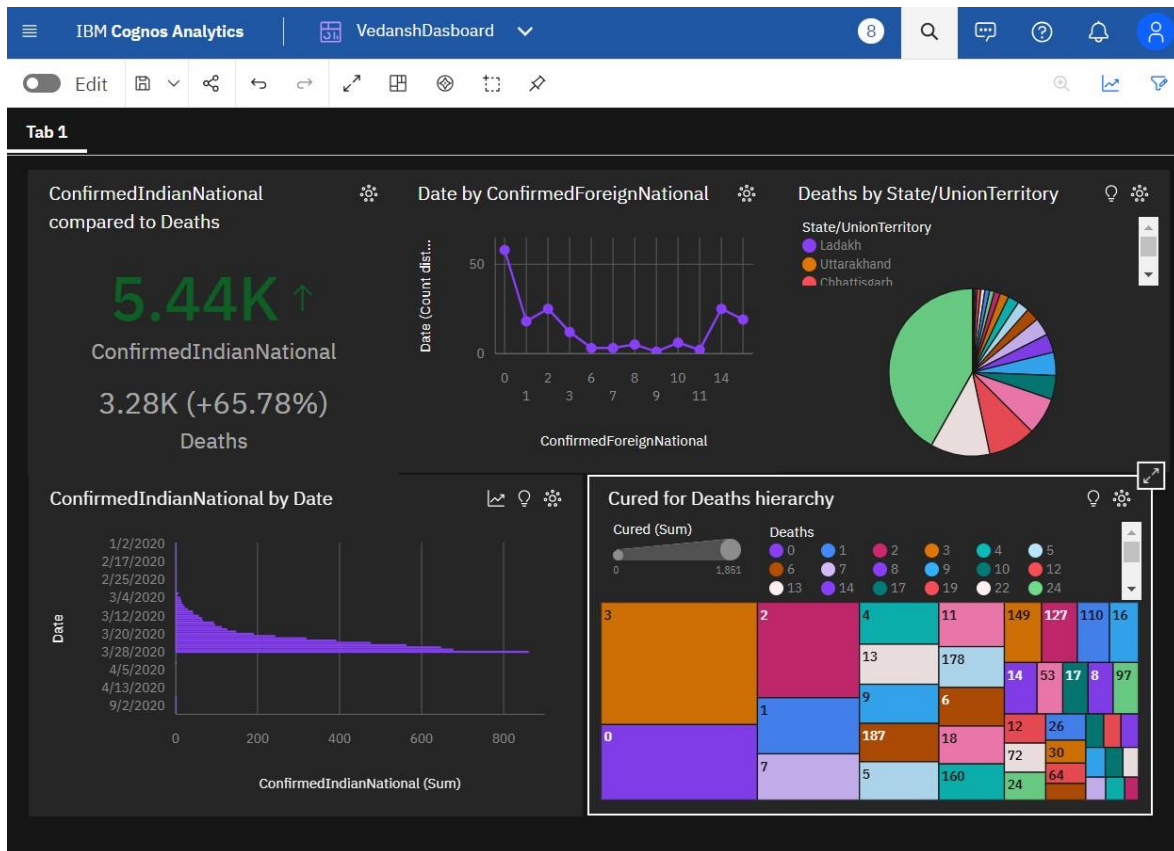 IBM Cognos Analytics
VedanshDasboard
8
Edit
Tab 1
ConfirmedIndianNational
compared to Deaths
5.44K ↑
ConfirmedIndianNational
3.28K (+65.78%)
Deaths
Date by ConfirmedForeignNational
Date (Count dist...
50
0
0 2 6 8 10 14
1 3 7 9 11
ConfirmedForeignNational
Deaths by State/UnionTerritory
State/UnionTerritory
Ladakh
Uttarakhand
Chhattisgarh
ConfirmedIndianNational by Date
Date
1/2/2020
2/17/2020
2/25/2020
3/4/2020
3/12/2020
3/20/2020
3/28/2020
4/5/2020
4/13/2020
9/2/2020
0 200 400 600 800
ConfirmedIndianNational (Sum)
Cured for Deaths hierarchy
Cured (Sum)
0 1,851
Deaths
0 1 2 3 4 5
6 7 8 9 10 12
13 14 17 19 22 24
3 2 4 11 149 127 110 16
13 178
14 53 17 8 97
1 9 6
0 187 18 12 26
72 30
7 5 160 24 64